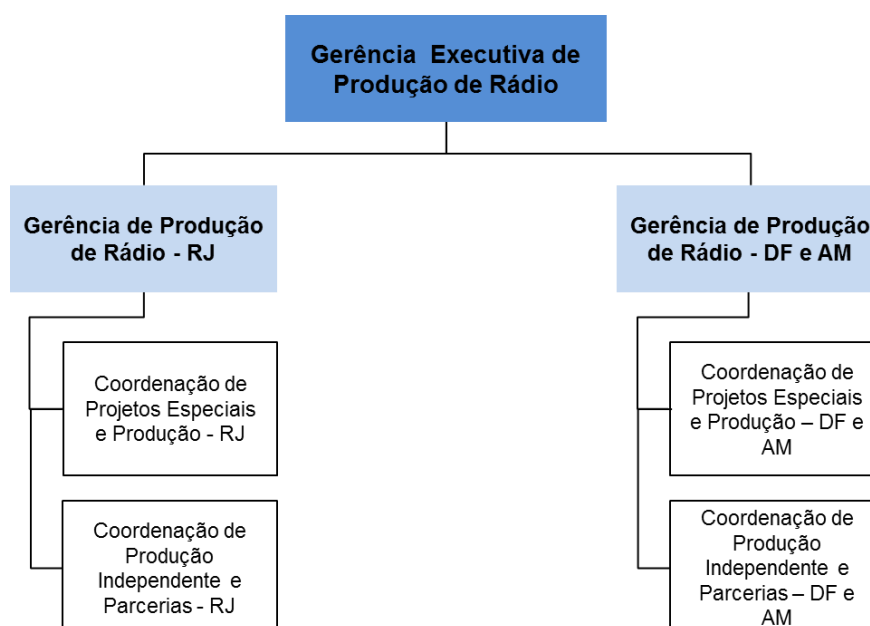 Gerência Executiva de
Produção de Rádio
Gerência de Produção
de Rádio - RJ
Gerência de Produção
de Rádio - DF e AM
Coordenação de
Projetos Especiais
e Produção - RJ
Coordenação de
Projetos Especiais
e Produção – DF e
AM
Coordenação de
Produção
Independente e
Parcerias - RJ
Coordenação de
Produção
Independente e
Parcerias – DF e
AM